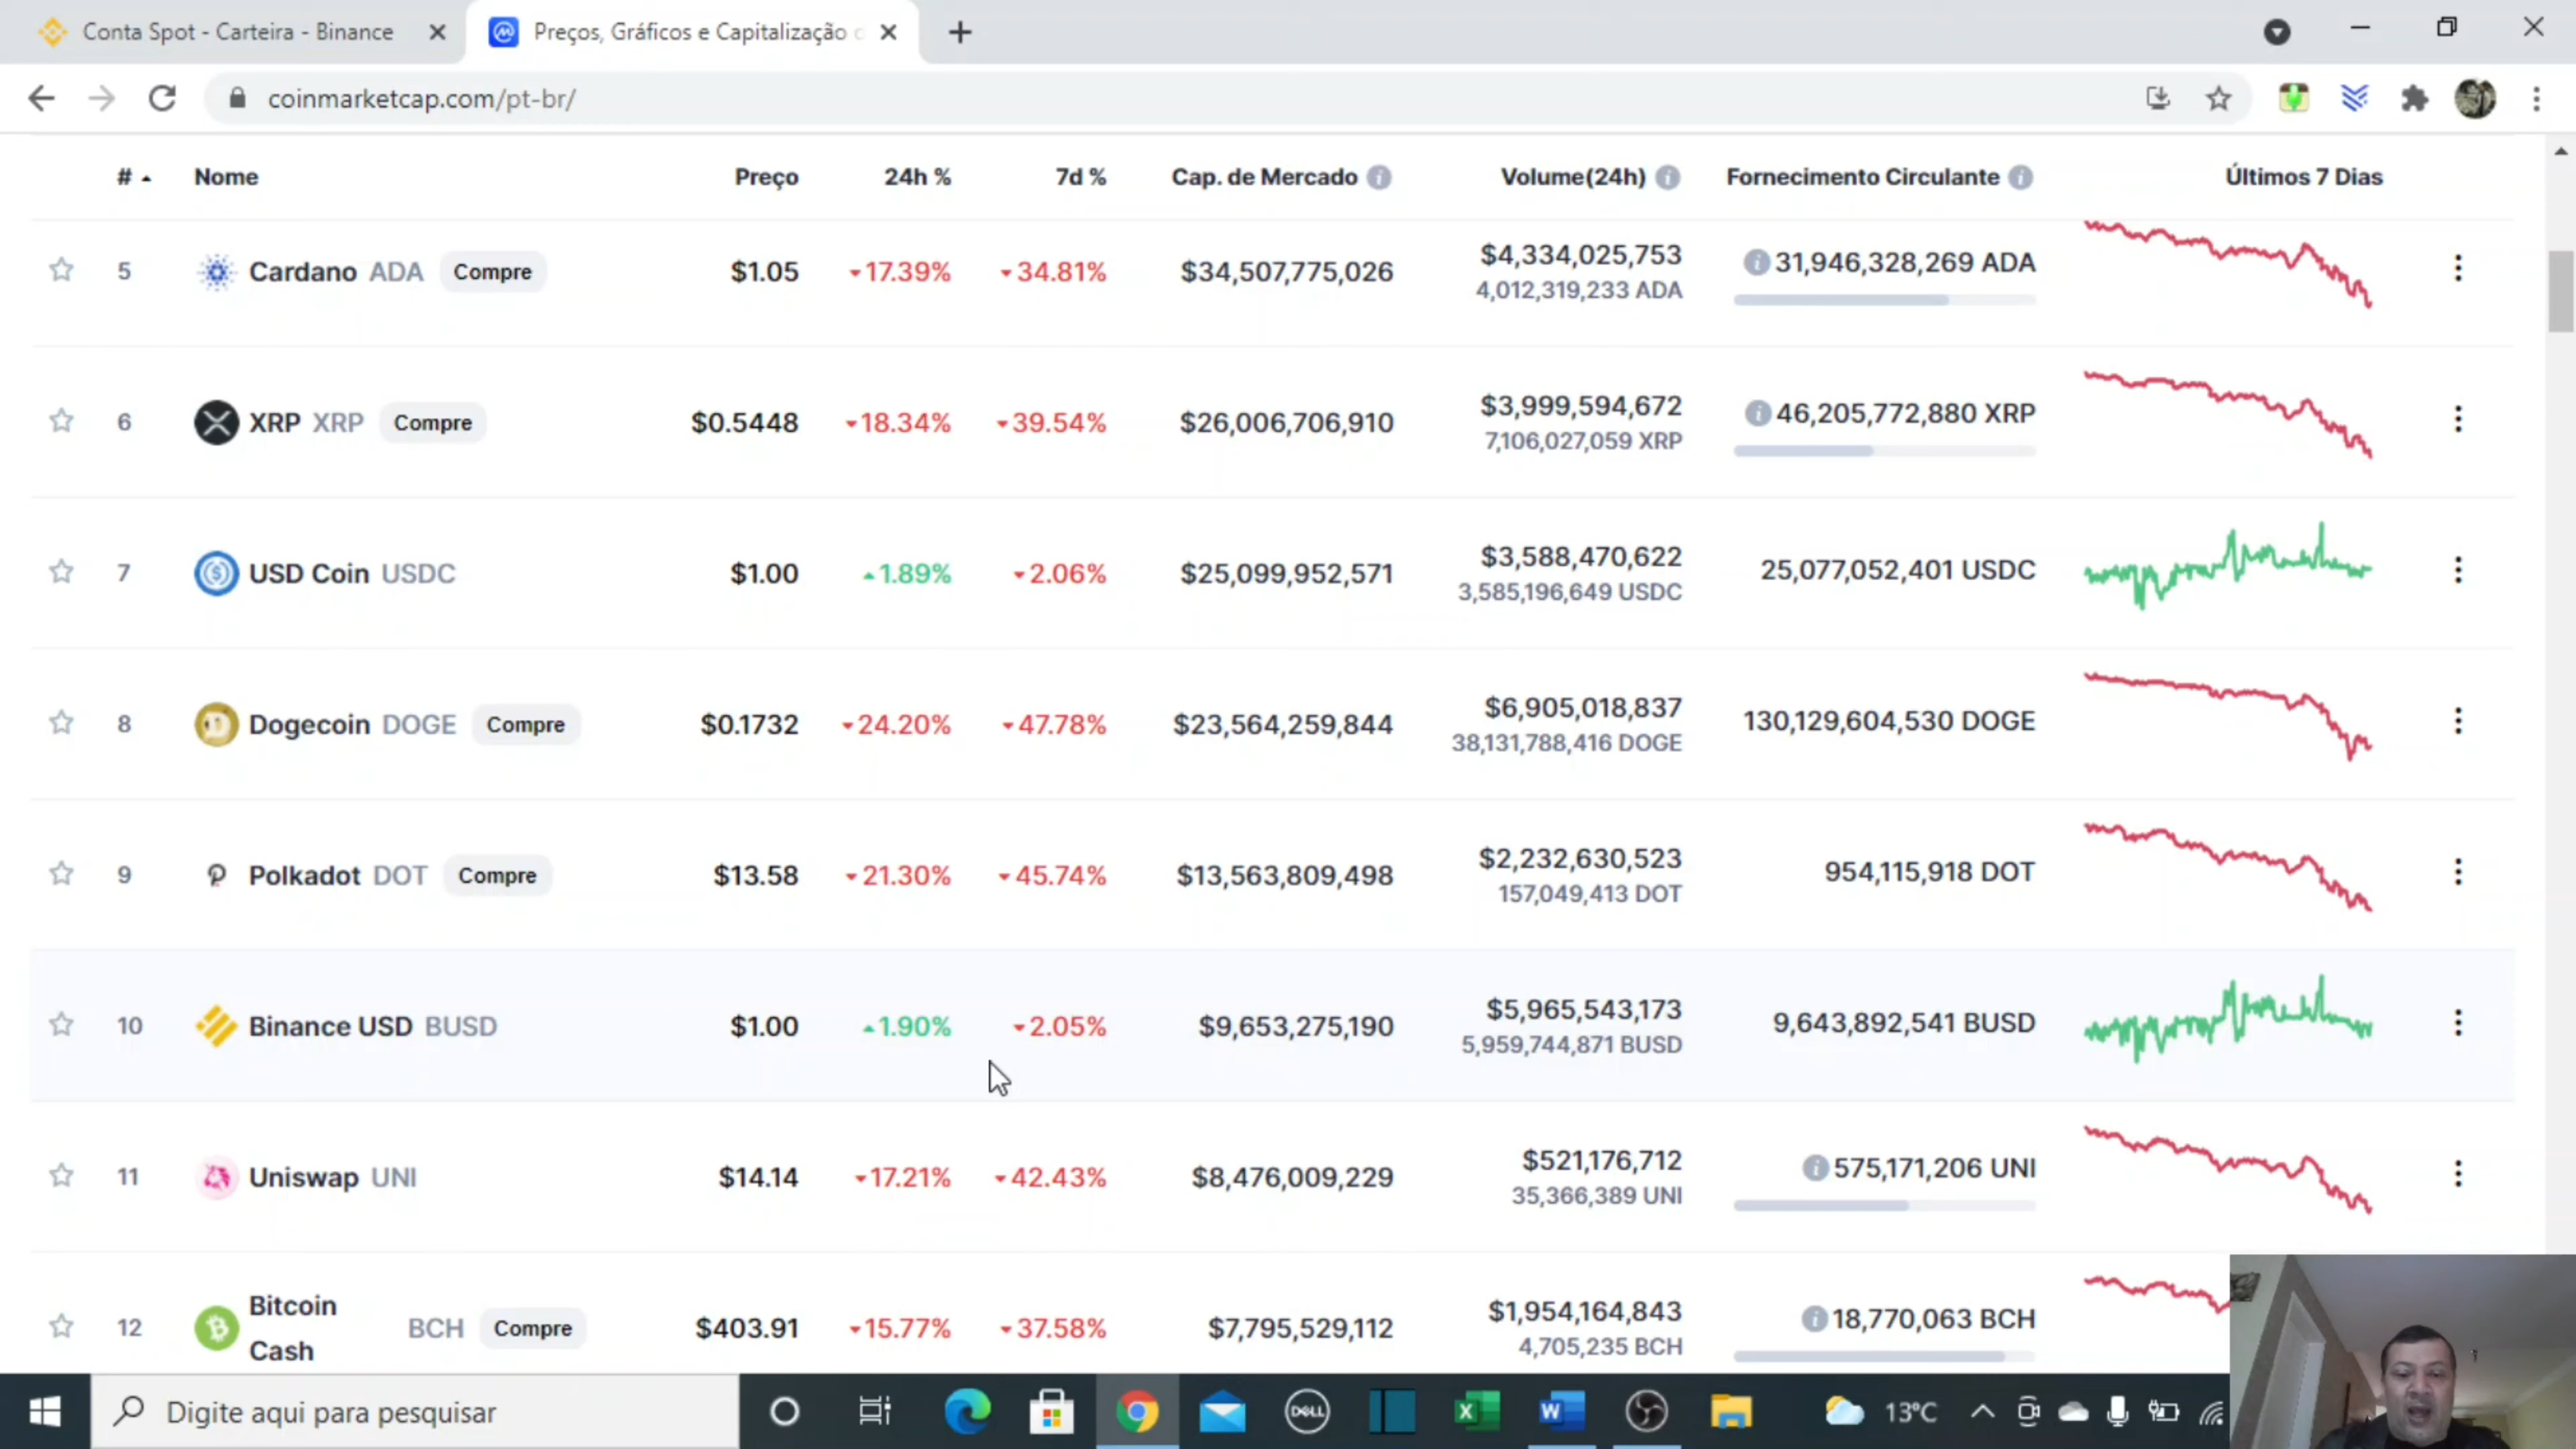 Conta Spot - Carteira - Binance
Preços, Gráficos e Capitalização
coinmarketcap.com/pt-br/
# Nome Preço 24h % 7d % Cap. de Mercado Volume(24h) Fornecimento Circulante Últimos 7 Dias
5 Cardano ADA Compre $1.05 17.39% 34.81% $34,507,775,026 $4,334,025,753 31,946,328,269 ADA
4,012,319,233 ADA
6 XRP XRP Compre $0.5448 18.34% 39.54% $26,006,706,910 $3,999,594,672 46,205,772,880 XRP
7,106,027,059 XRP
7 USD Coin USDC $1.00 1.89% 2.06% $25,099,952,571 $3,588,470,622 25,077,052,401 USDC
3,585,196,649 USDC
8 Dogecoin DOGE Compre $0.1732 24.20% 47.78% $23,564,259,844 $6,905,018,837 130,129,604,530 DOGE
38,131,788,416 DOGE
9 Polkadot DOT Compre $13.58 21.30% 45.74% $13,563,809,498 $2,232,630,523 954,115,918 DOT
157,049,413 DOT
10 Binance USD BUSD $1.00 1.90% 2.05% $9,653,275,190 $5,965,543,173 9,643,892,541 BUSD
5,959,744,871 BUSD
11 Uniswap UNI $14.14 17.21% 42.43% $8,476,009,229 $521,176,712 575,171,206 UNI
35,366,389 UNI
12 Bitcoin Cash BCH Compre $403.91 15.77% 37.58% $7,795,529,112 $1,954,164,843 18,770,063 BCH
4,705,235 BCH
Digite aqui para pesquisar
DELL
13°C